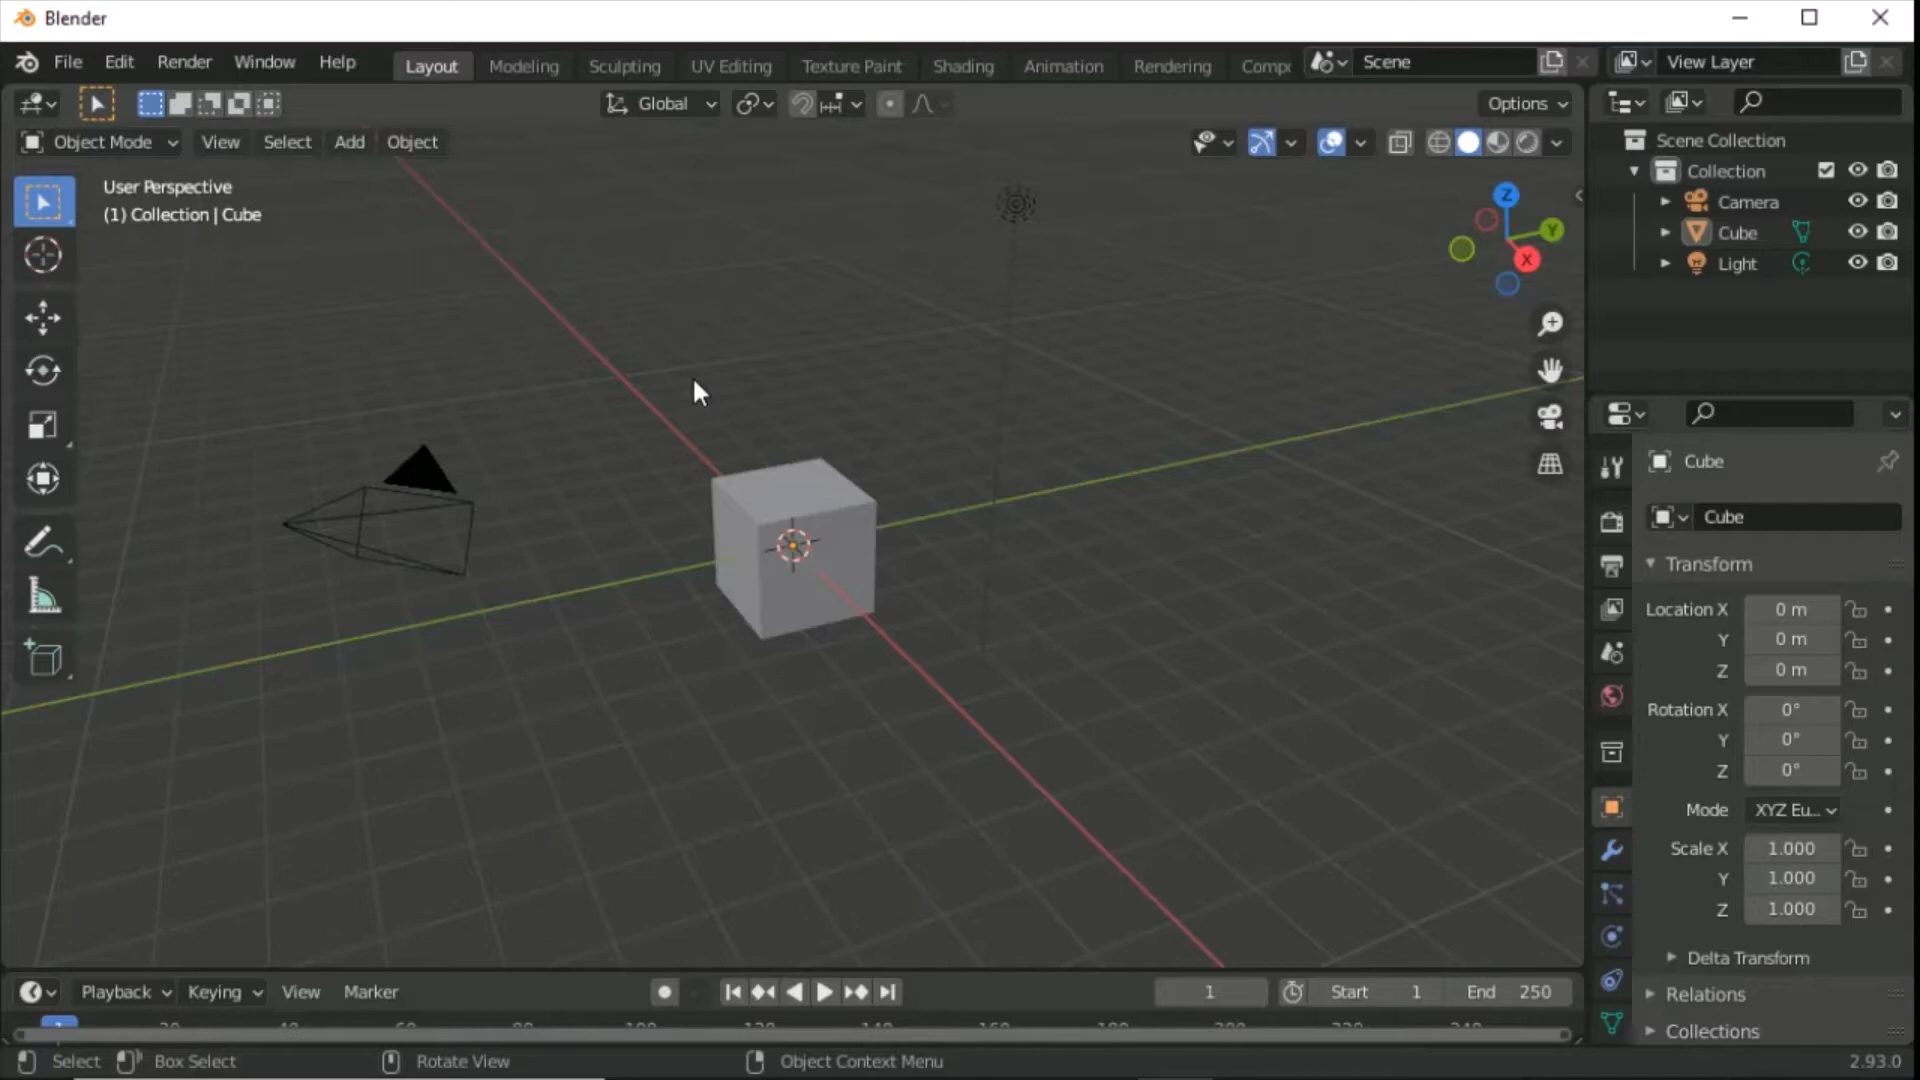 Blender
File Edit Render Window Help Layout Modeling Sculpting UV Editing Texture Paint Shading Animation Rendering Compo Scene View Layer
Global Options
Object Mode View Select Add Object
User Perspective
(1) Collection | Cube
Z
Y
X
Scene Collection
Collection
Camera
Cube
Light
Cube
Cube
Transform
Location X 0 m
Y 0 m
Z 0 m
Rotation X 0°
Y 0°
Z 0°
Mode XYZ Eu...
Scale X 1.000
Y 1.000
Z 1.000
Delta Transform
Relations
Collections
Playback Keying View Marker 1 Start 1 End 250
Select Box Select Rotate View Object Context Menu 2.93.0